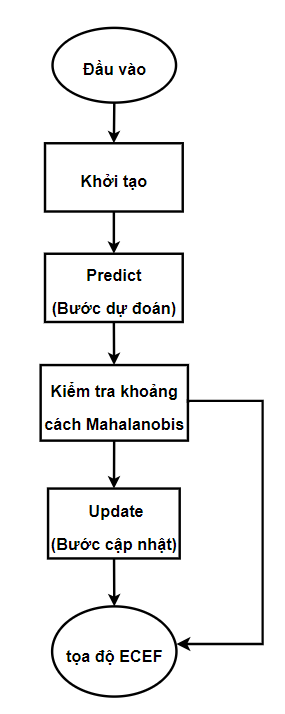 Đầu vào
Khởi tạo
Predict
(Bước dự đoán)
Kiểm tra khoảng
cách Mahalanobis
Update
(Bước cập nhật)
tọa độ ECEF